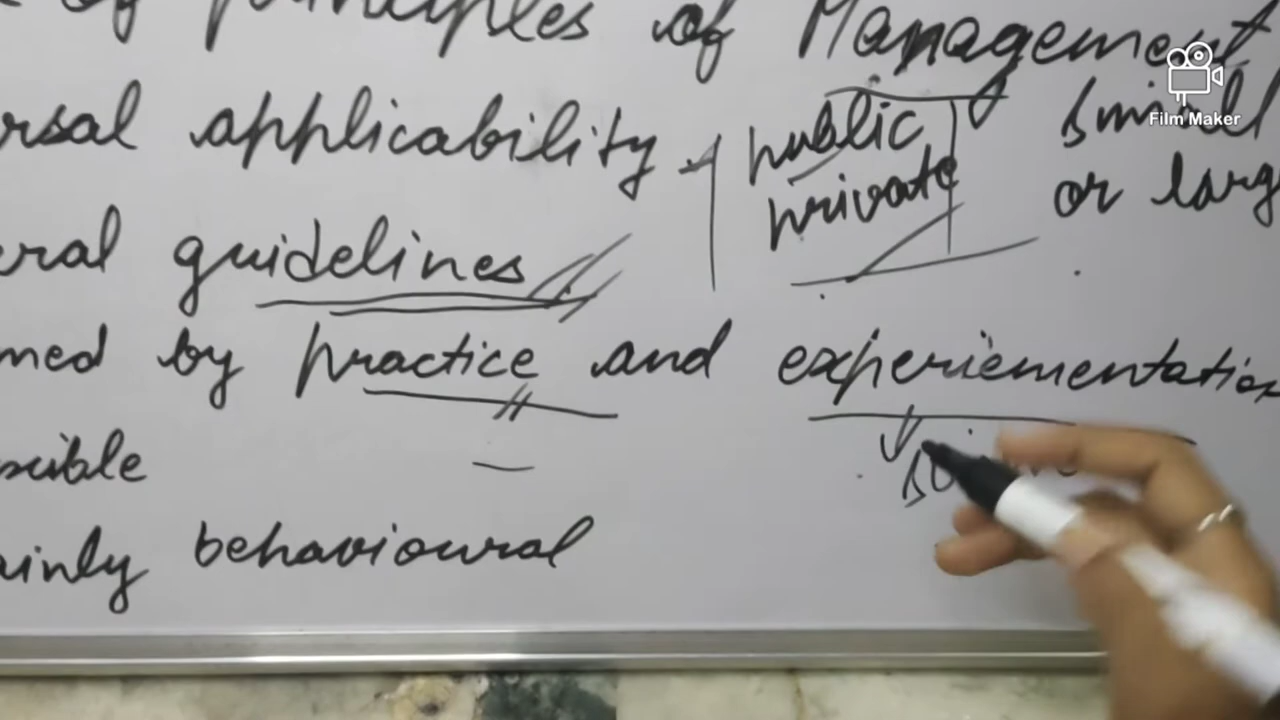 of principles of Management
rsal applicability public small
private or larg
eral guidelines
med by practice and experiementation
sible
ainly behavioural
Film Maker